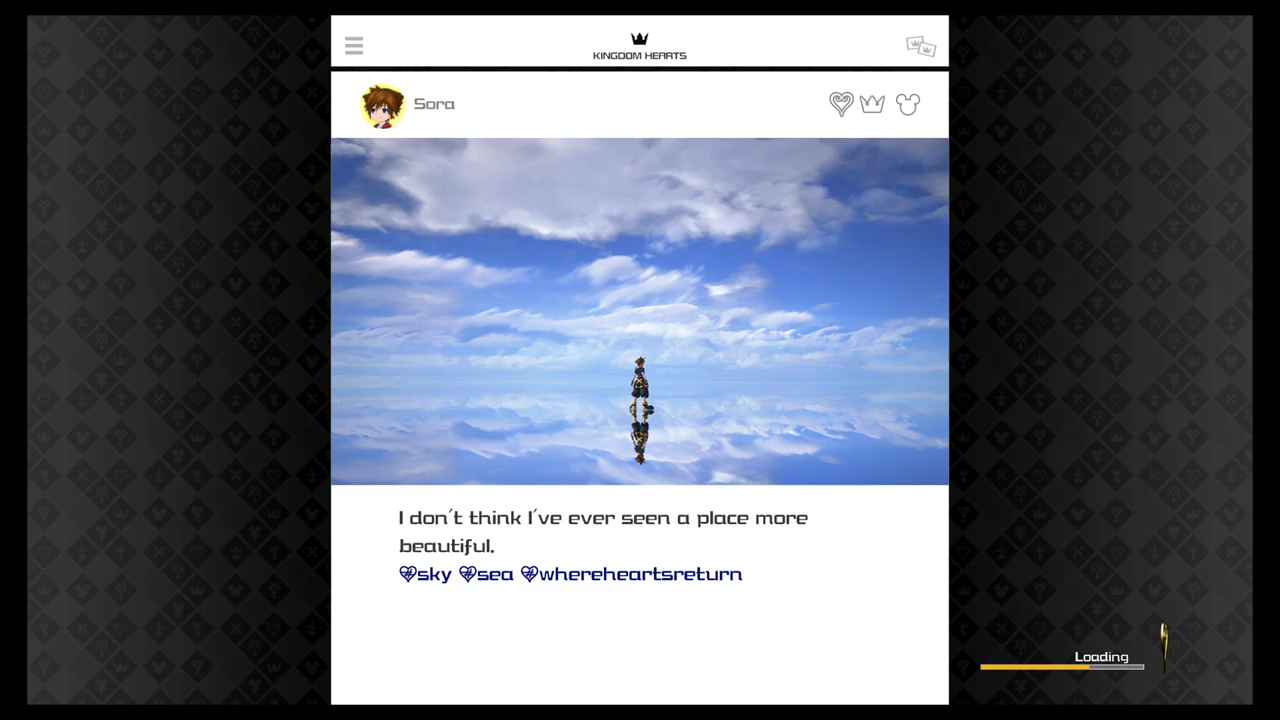 KINGDOM HEARTS
Sora
I don't think I've ever seen a place more
beautiful.
#sky #sea #whereheartsreturn
Loading